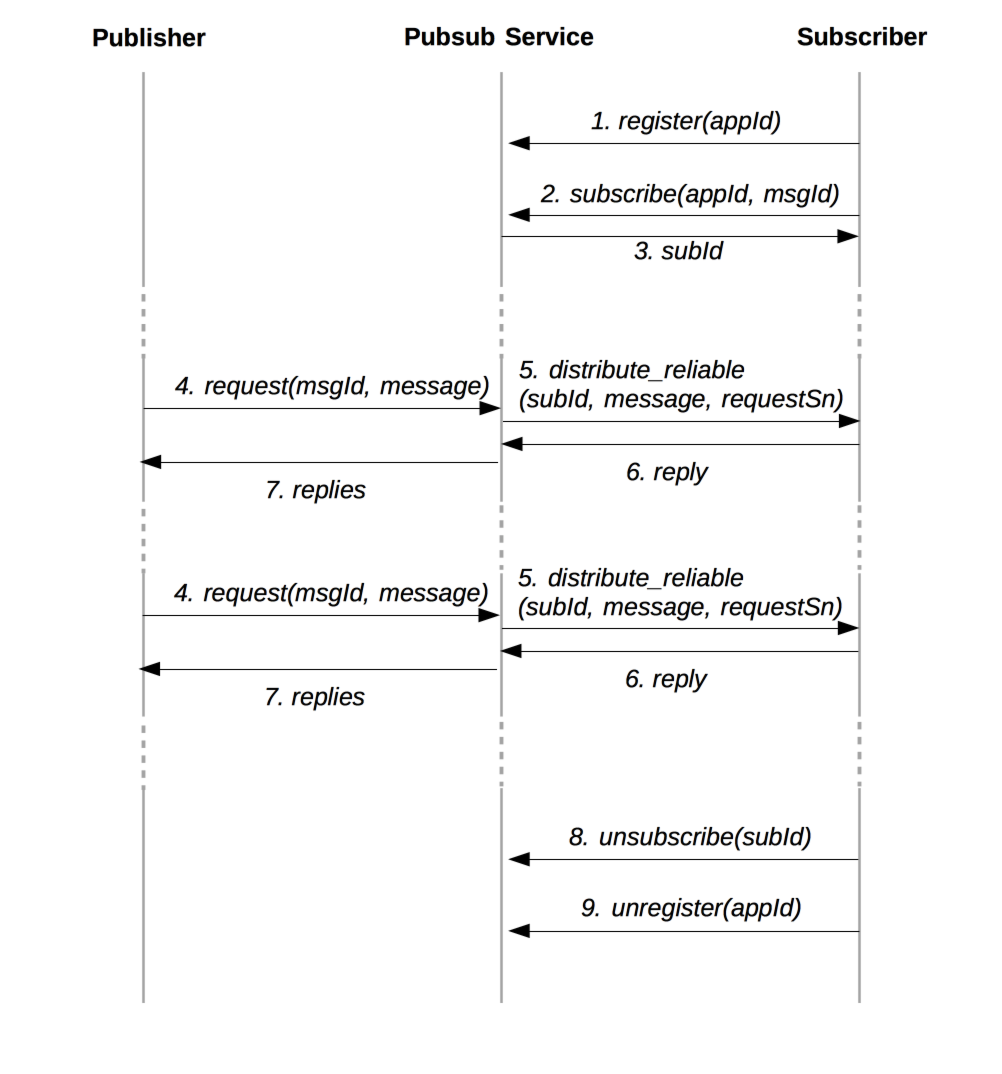 Publisher
Pubsub Service
Subscriber
1. register(appId)
2. subscribe(appId, msgId)
3. subId
4. request(msgId, message)
5. distribute_reliable
(subId, message, requestSn)
6. reply
7. replies
4. request(msgId, message)
5. distribute_reliable
(subId, message, requestSn)
6. reply
7. replies
8. unsubscribe(subId)
9. unregister(appId)